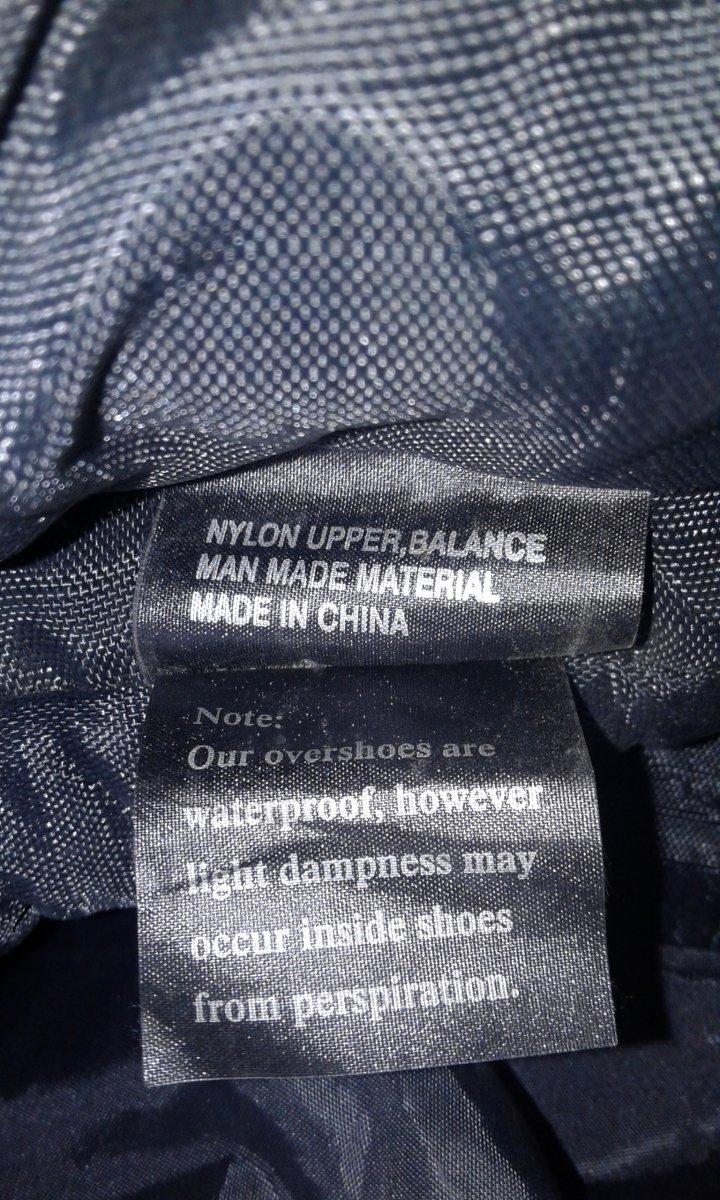 NYLON UPPER,BALANCE
MAN MADE MATERIAL
MADE IN CHINA
Note:
Our overshoes are
waterproof, however
light dampness may
occur inside shoes
from perspiration.